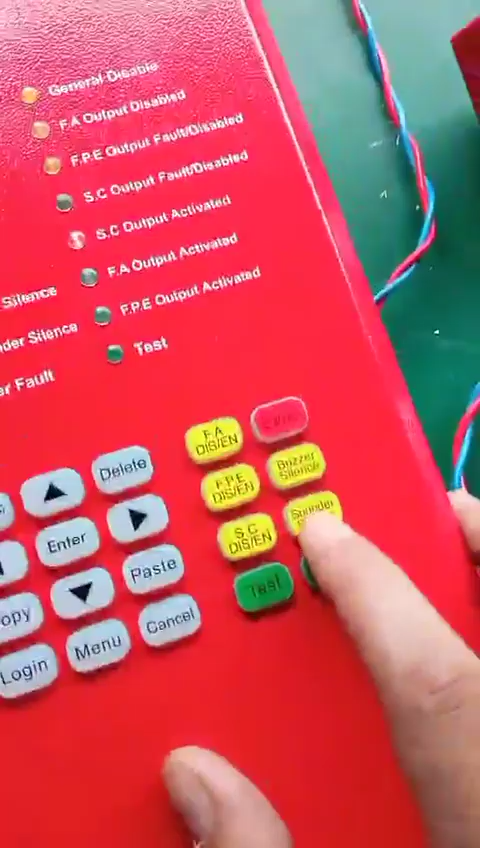 General Disable
F.A Output Disabled
F.P.E Output Fault/Disabled
S.C Output Fault/Disabled
S.C Output Activated
F.A Output Activated
Silence
F.P.E Output Activated
der Silence
Test
er Fault
F.A
DIS/EN
Delete
Buzzer
Silence
F.P.E
DIS/EN
Sounder
Enter
S.C
DIS/EN
Paste
Test
opy
Cancel
Menu
Login